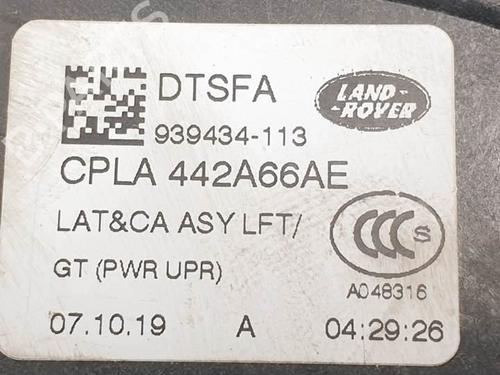 DTSFA
LAND
ROVER
939434-113
CPLA 442A66AE
LAT&CA ASY LFT/
GT (PWR UPR)
CCC S
A048316
07.10.19 A 04:29:26